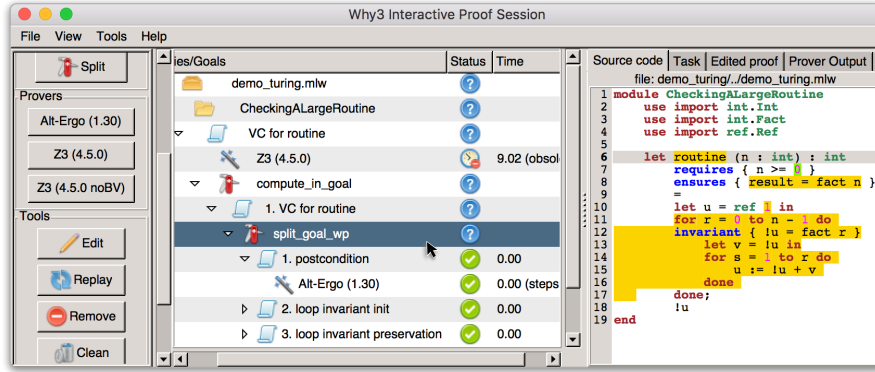 Why3 Interactive Proof Session
File View Tools Help
Split
Provers
Alt-Ergo (1.30)
Z3 (4.5.0)
Z3 (4.5.0 noBV)
Tools
Edit
Replay
Remove
Clean
ies/Goals Status Time
demo_turing.mlw
CheckingALargeRoutine
VC for routine
Z3 (4.5.0) 9.02 (obsol
compute_in_goal
1. VC for routine
split_goal_wp
1. postcondition 0.00
Alt-Ergo (1.30) 0.00 (steps
2. loop invariant init 0.00
3. loop invariant preservation 0.00
Source code Task Edited proof Prover Output
file: demo_turing/../demo_turing.mlw
1 module CheckingALargeRoutine
2 use import int.Int
3 use import int.Fact
4 use import ref.Ref
5
6 let routine (n : int) : int
7 requires { n >= 0 }
8 ensures { result = fact n }
9 =
10 let u = ref 1 in
11 for r = 0 to n - 1 do
12 invariant { !u = fact r }
13 let v = !u in
14 for s = 1 to r do
15 u := !u + v
16 done
17 done;
18 !u
19 end